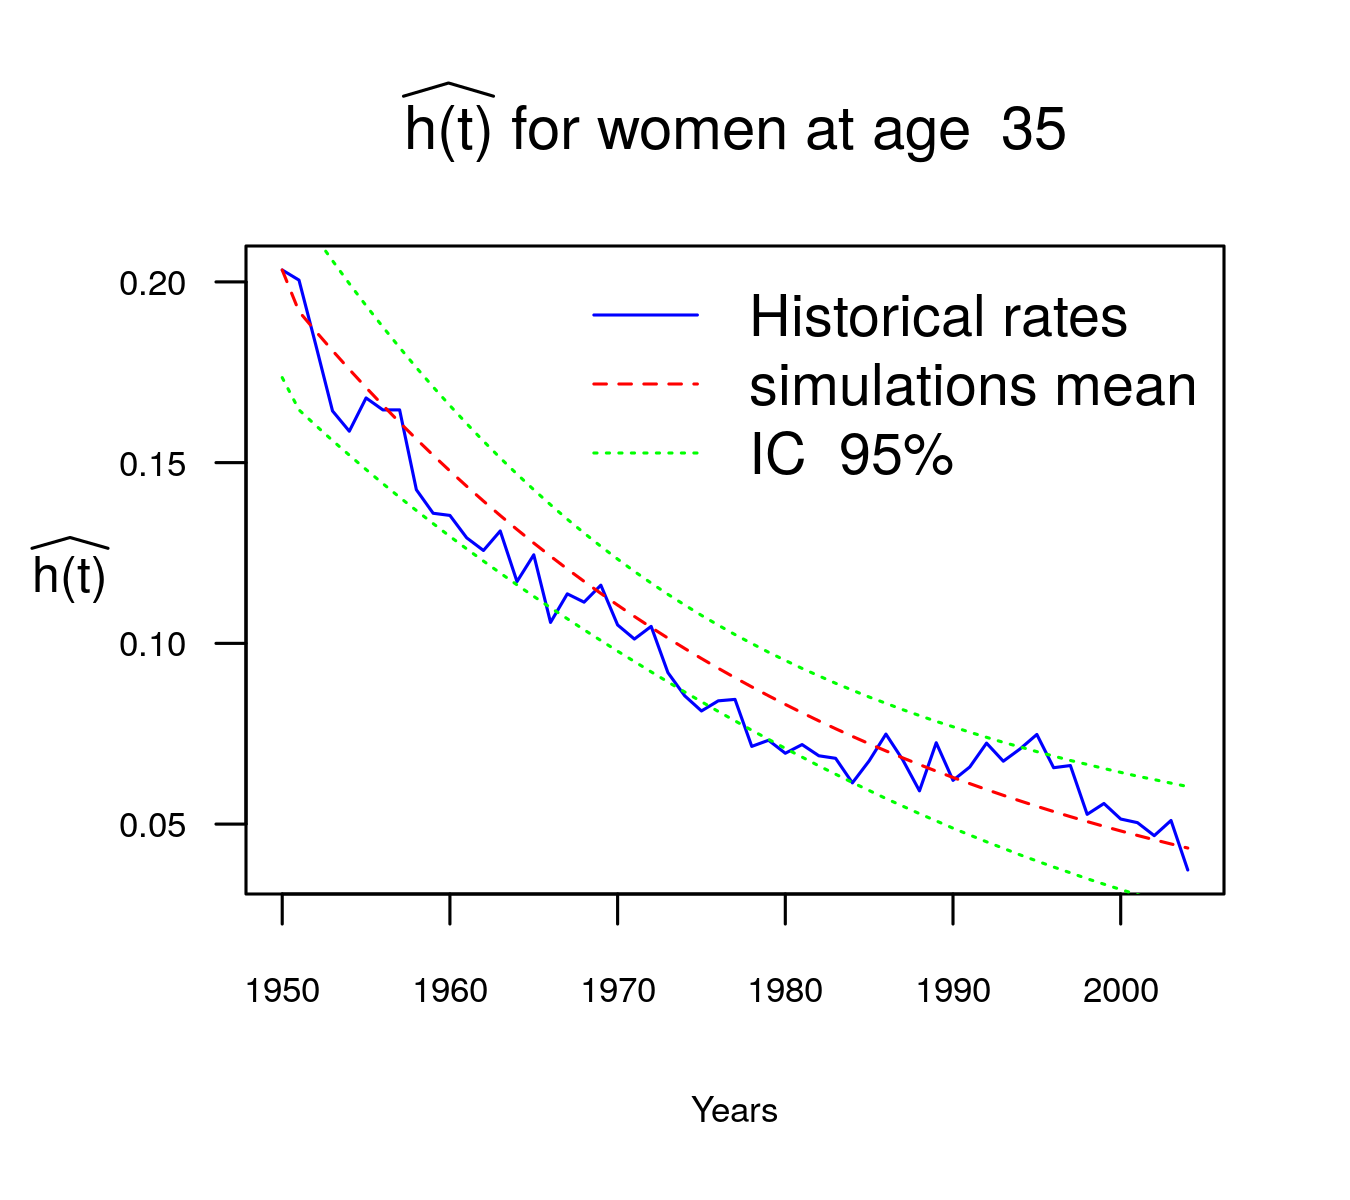 h(t) for women at age 35
Historical rates
simulations mean
IC 95%
h(t)
0.20
0.15
0.10
0.05
1950 1960 1970 1980 1990 2000
Years